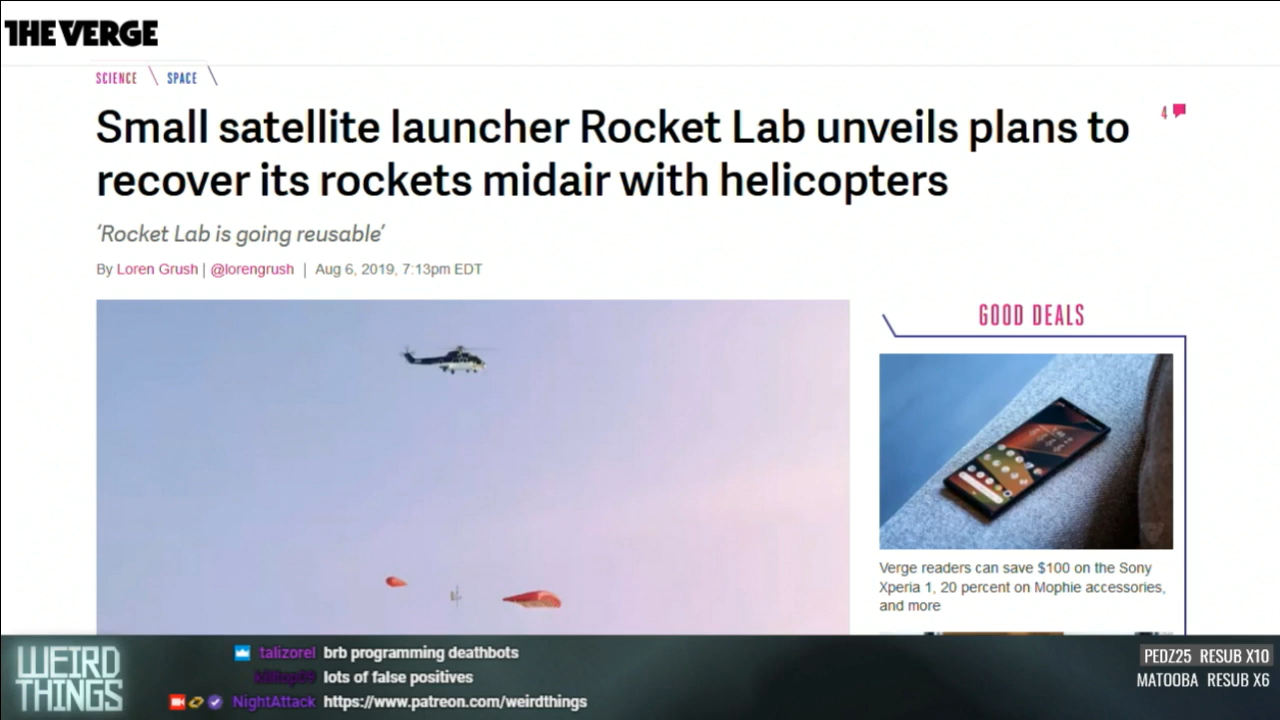 THE VERGE
SCIENCE SPACE
Small satellite launcher Rocket Lab unveils plans to
recover its rockets midair with helicopters
4
'Rocket Lab is going reusable'
By Loren Grush | @lorengrush | Aug 6, 2019, 7:13pm EDT
GOOD DEALS
Verge readers can save $100 on the Sony
Xperia 1, 20 percent on Mophie accessories,
and more
WEIRD
THINGS
talizorel brb programming deathbots
lots of false positives
NightAttack https://www.patreon.com/weirdthings
PEDZ25 RESUB X10
MATOOBA RESUB X6